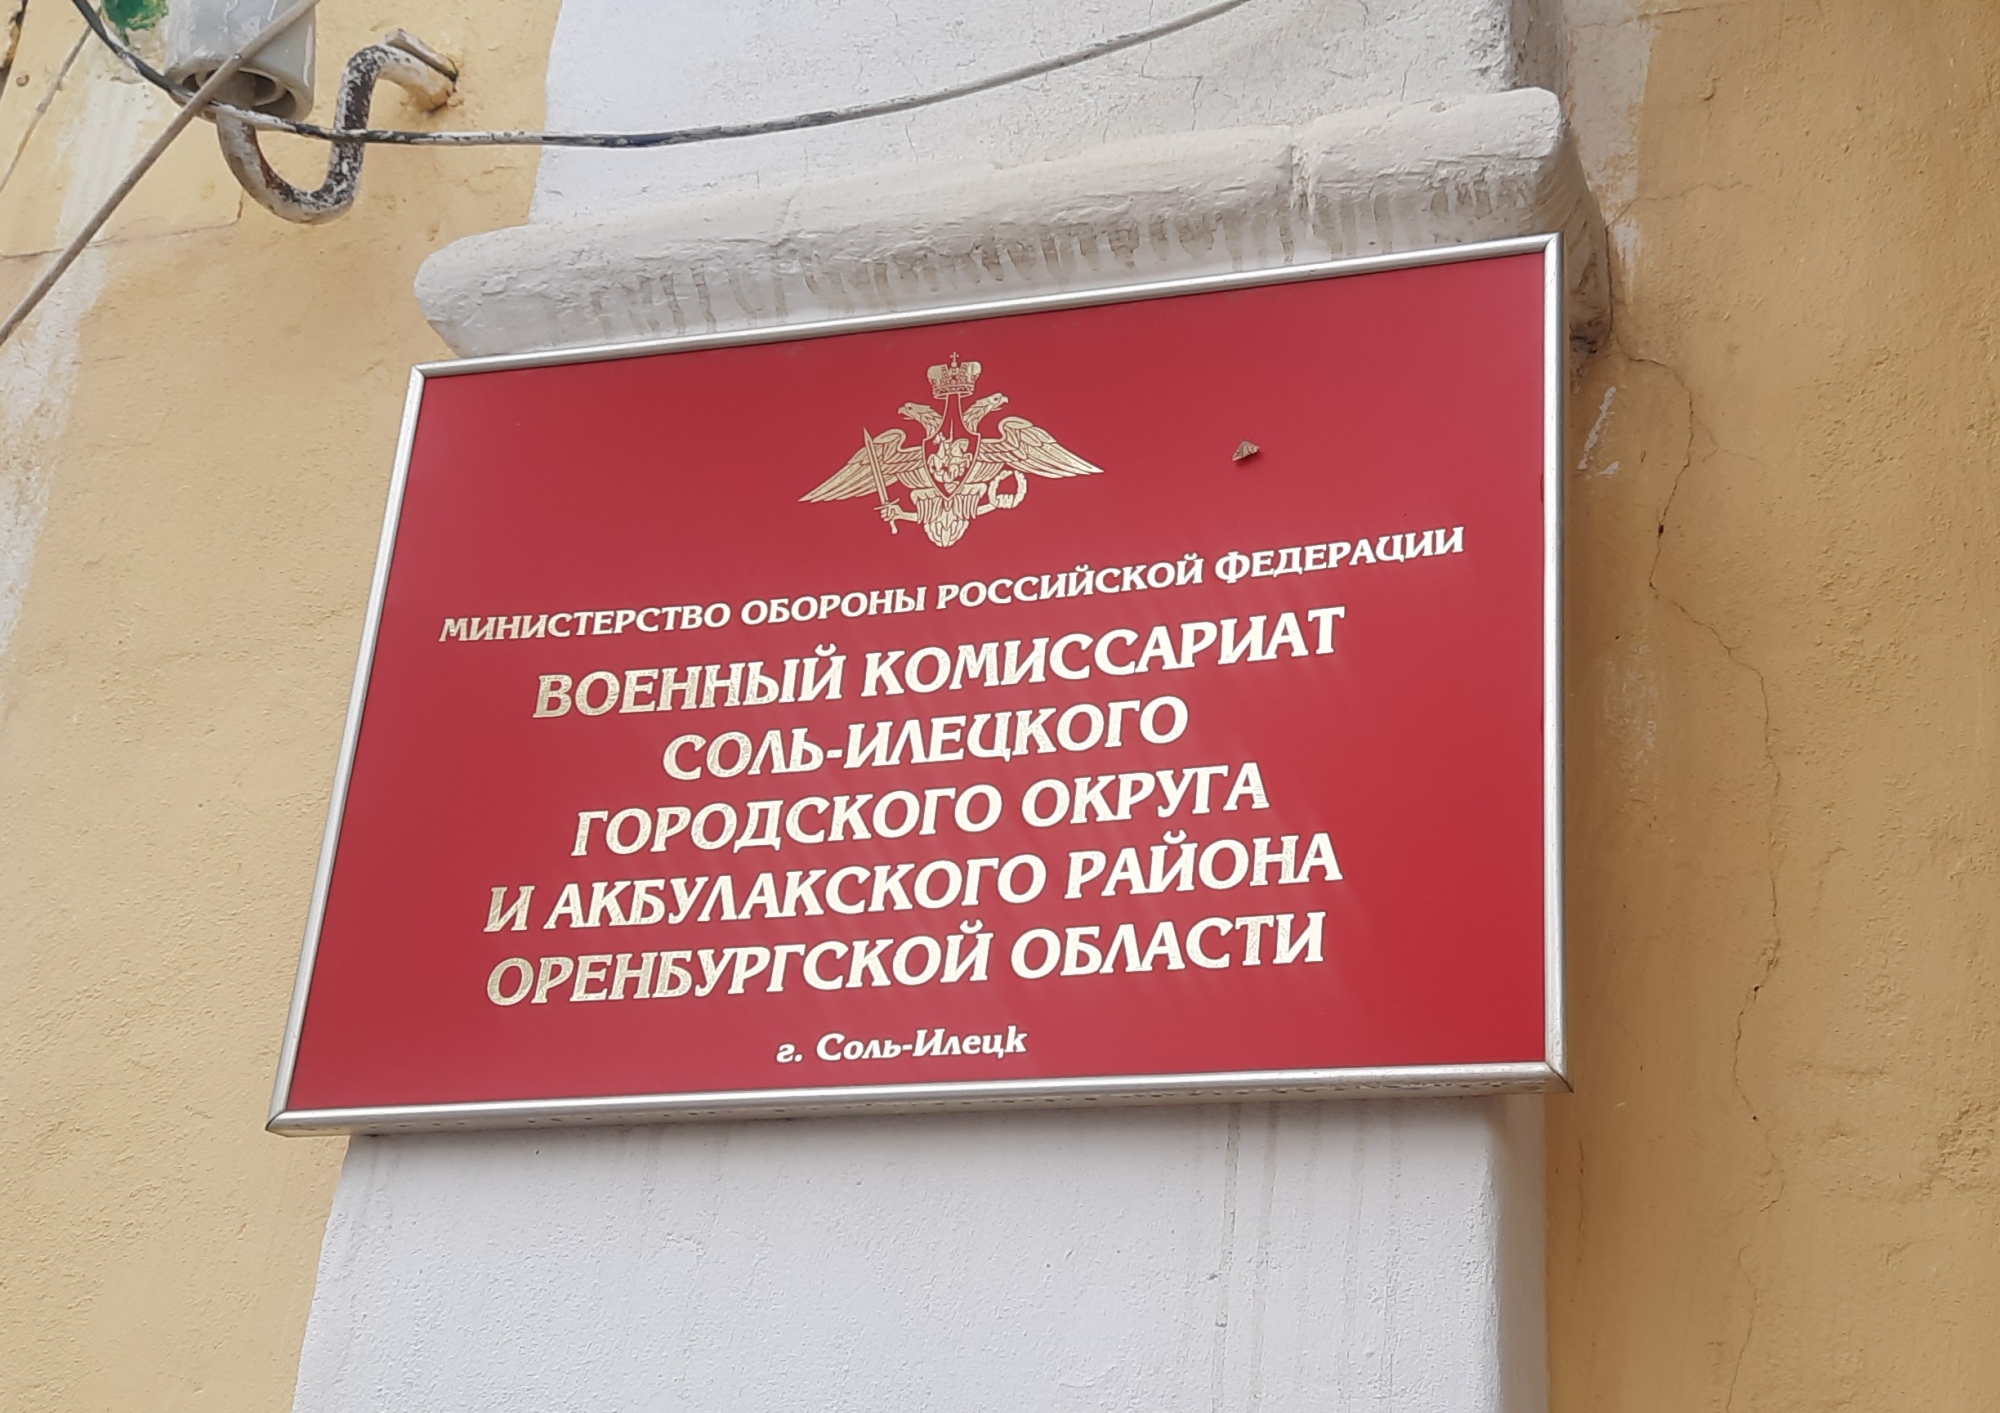 МИНИСТЕРСТВО ОБОРОНЫ РОССИЙСКОЙ ФЕДЕРАЦИИ
ВОЕННЫЙ КОМИССАРИАТ
СОЛЬ-ИЛЕЦКОГО
ГОРОДСКОГО ОКРУГА
И АКБУЛАКСКОГО РАЙОНА
ОРЕНБУРГСКОЙ ОБЛАСТИ
г. Соль-Илецк